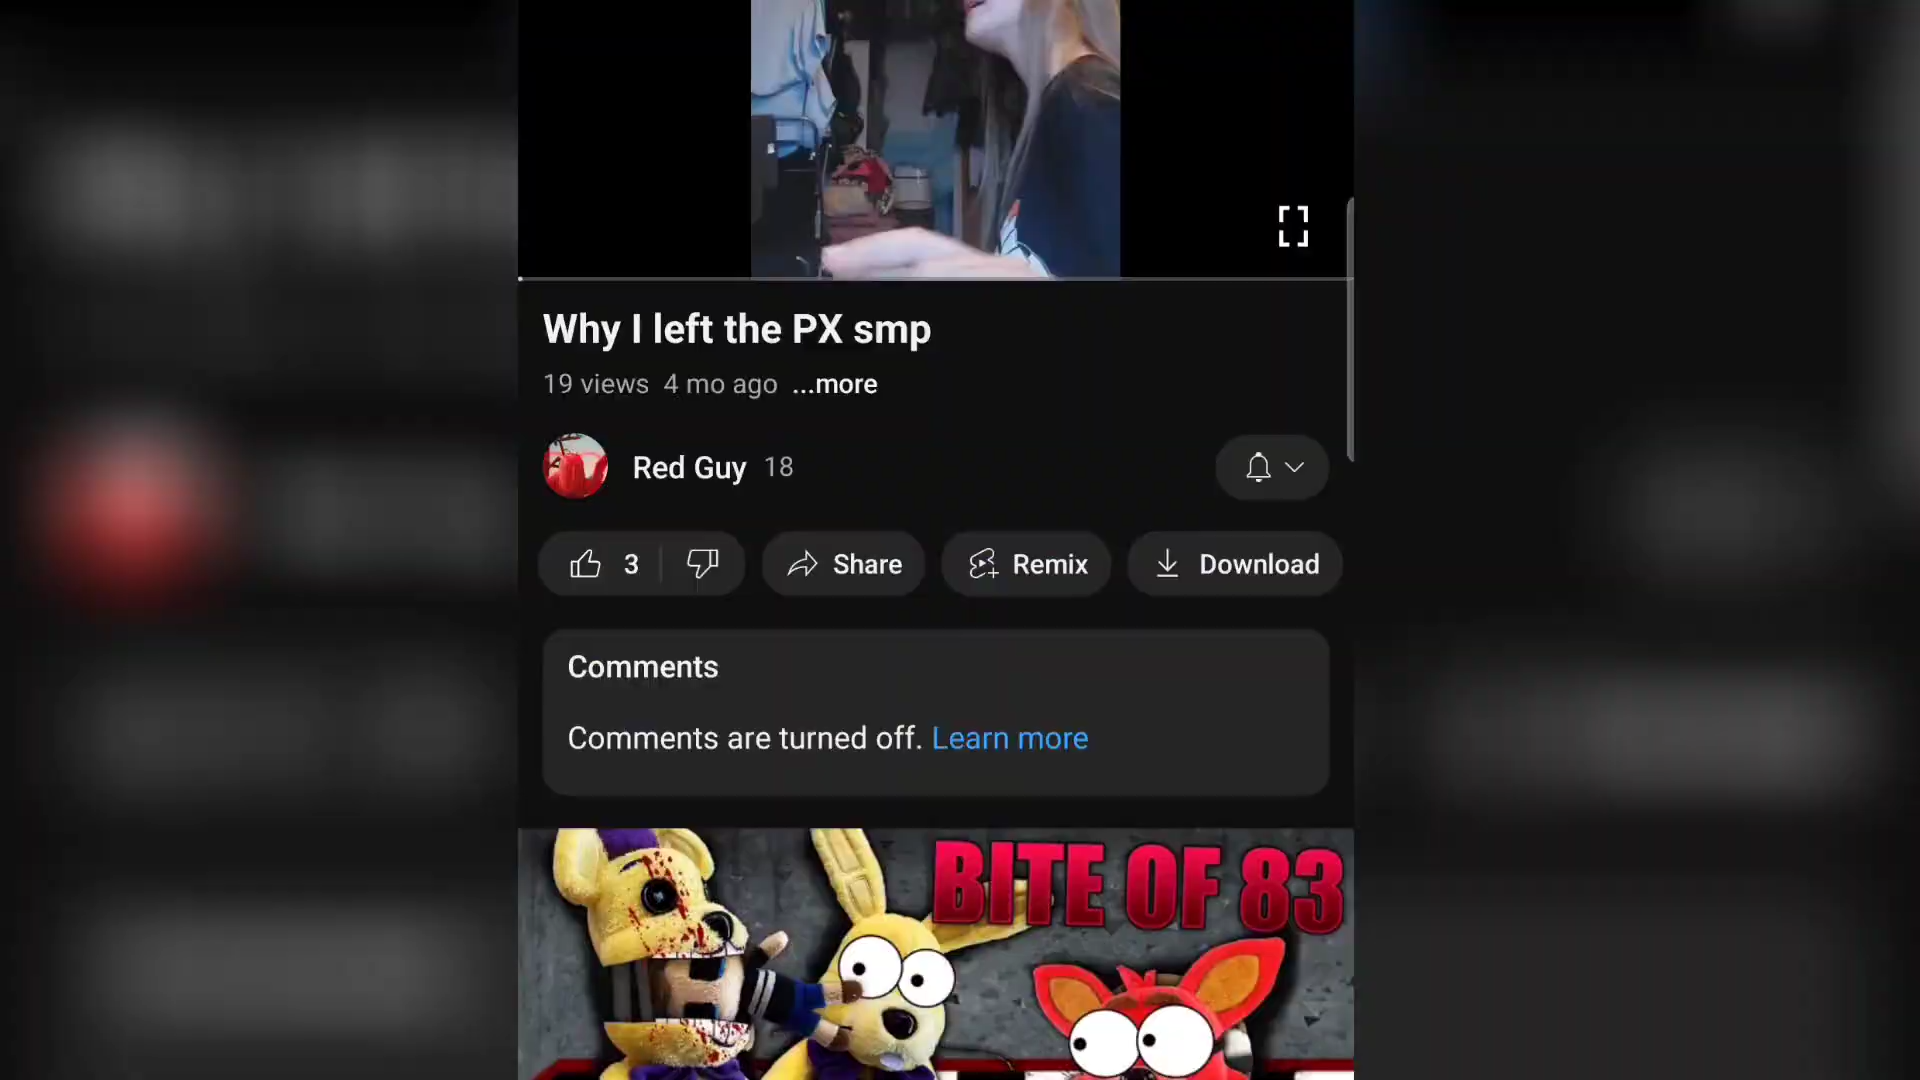 Why I left the PX smp
19 views 4 mo ago ...more
Red Guy 18
3 Share Remix Download
Comments
Comments are turned off. Learn more
BITE OF 83